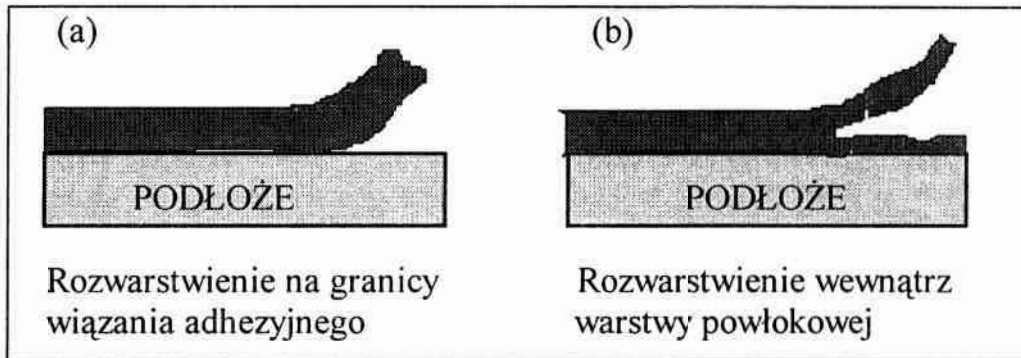 (a)
PODŁOŻE
Rozwarstwienie na granicy
wiązania adhezyjnego
(b)
PODŁOŻE
Rozwarstwienie wewnątrz
warstwy powłokowej